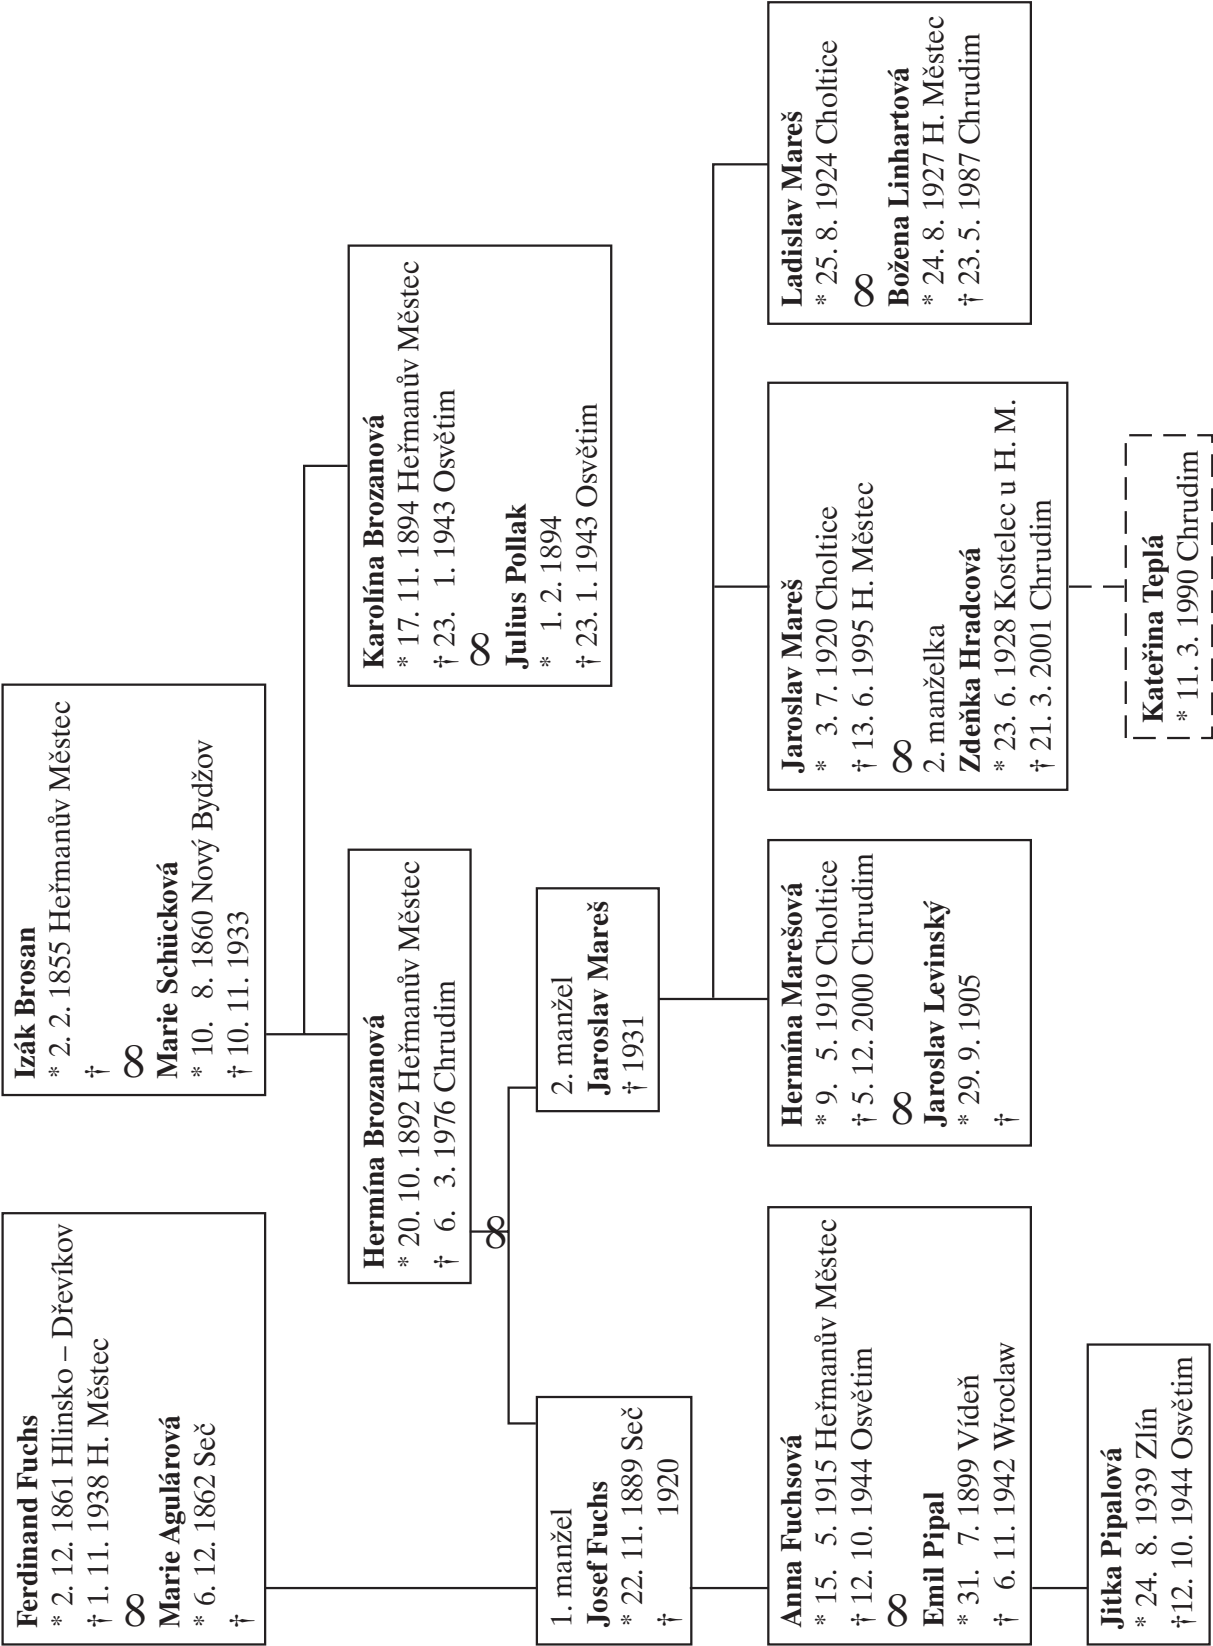 Ferdinand Fuchs
* 2. 12. 1861 Hlinsko – Dřevíkov
† 1. 11. 1938 H. Městec
∞
Marie Agulárová
* 6. 12. 1862 Seč
†
Izák Brosan
* 2. 2. 1855 Heřmanův Městec
†
∞
Marie Schücková
* 10. 8. 1860 Nový Bydžov
† 10. 11. 1933
Hermína Brozanová
* 20. 10. 1892 Heřmanův Městec
† 6. 3. 1976 Chrudim
∞
Karolína Brozanová
* 17. 11. 1894 Heřmanův Městec
† 23. 1. 1943 Osvětim
∞
Julius Pollak
* 1. 2. 1894
† 23. 1. 1943 Osvětim
1. manžel
Josef Fuchs
* 22. 11. 1889 Seč
† 1920
2. manžel
Jaroslav Mareš
† 1931
Anna Fuchsová
* 15. 5. 1915 Heřmanův Městec
† 12. 10. 1944 Osvětim
∞
Emil Pipal
* 31. 7. 1899 Vídeň
† 6. 11. 1942 Wroclaw
Hermína Marešová
* 9. 5. 1919 Choltice
† 5. 12. 2000 Chrudim
∞
Jaroslav Levinský
* 29. 9. 1905
†
Jaroslav Mareš
* 3. 7. 1920 Choltice
† 13. 6. 1995 H. Městec
∞
2. manželka
Zdeňka Hradcová
* 23. 6. 1928 Kostelec u H. M.
† 21. 3. 2001 Chrudim
Ladislav Mareš
* 25. 8. 1924 Choltice
∞
Božena Linhartová
* 24. 8. 1927 H. Městec
† 23. 5. 1987 Chrudim
Jitka Pipalová
* 24. 8. 1939 Zlín
†12. 10. 1944 Osvětim
Kateřina Teplá
* 11. 3. 1990 Chrudim